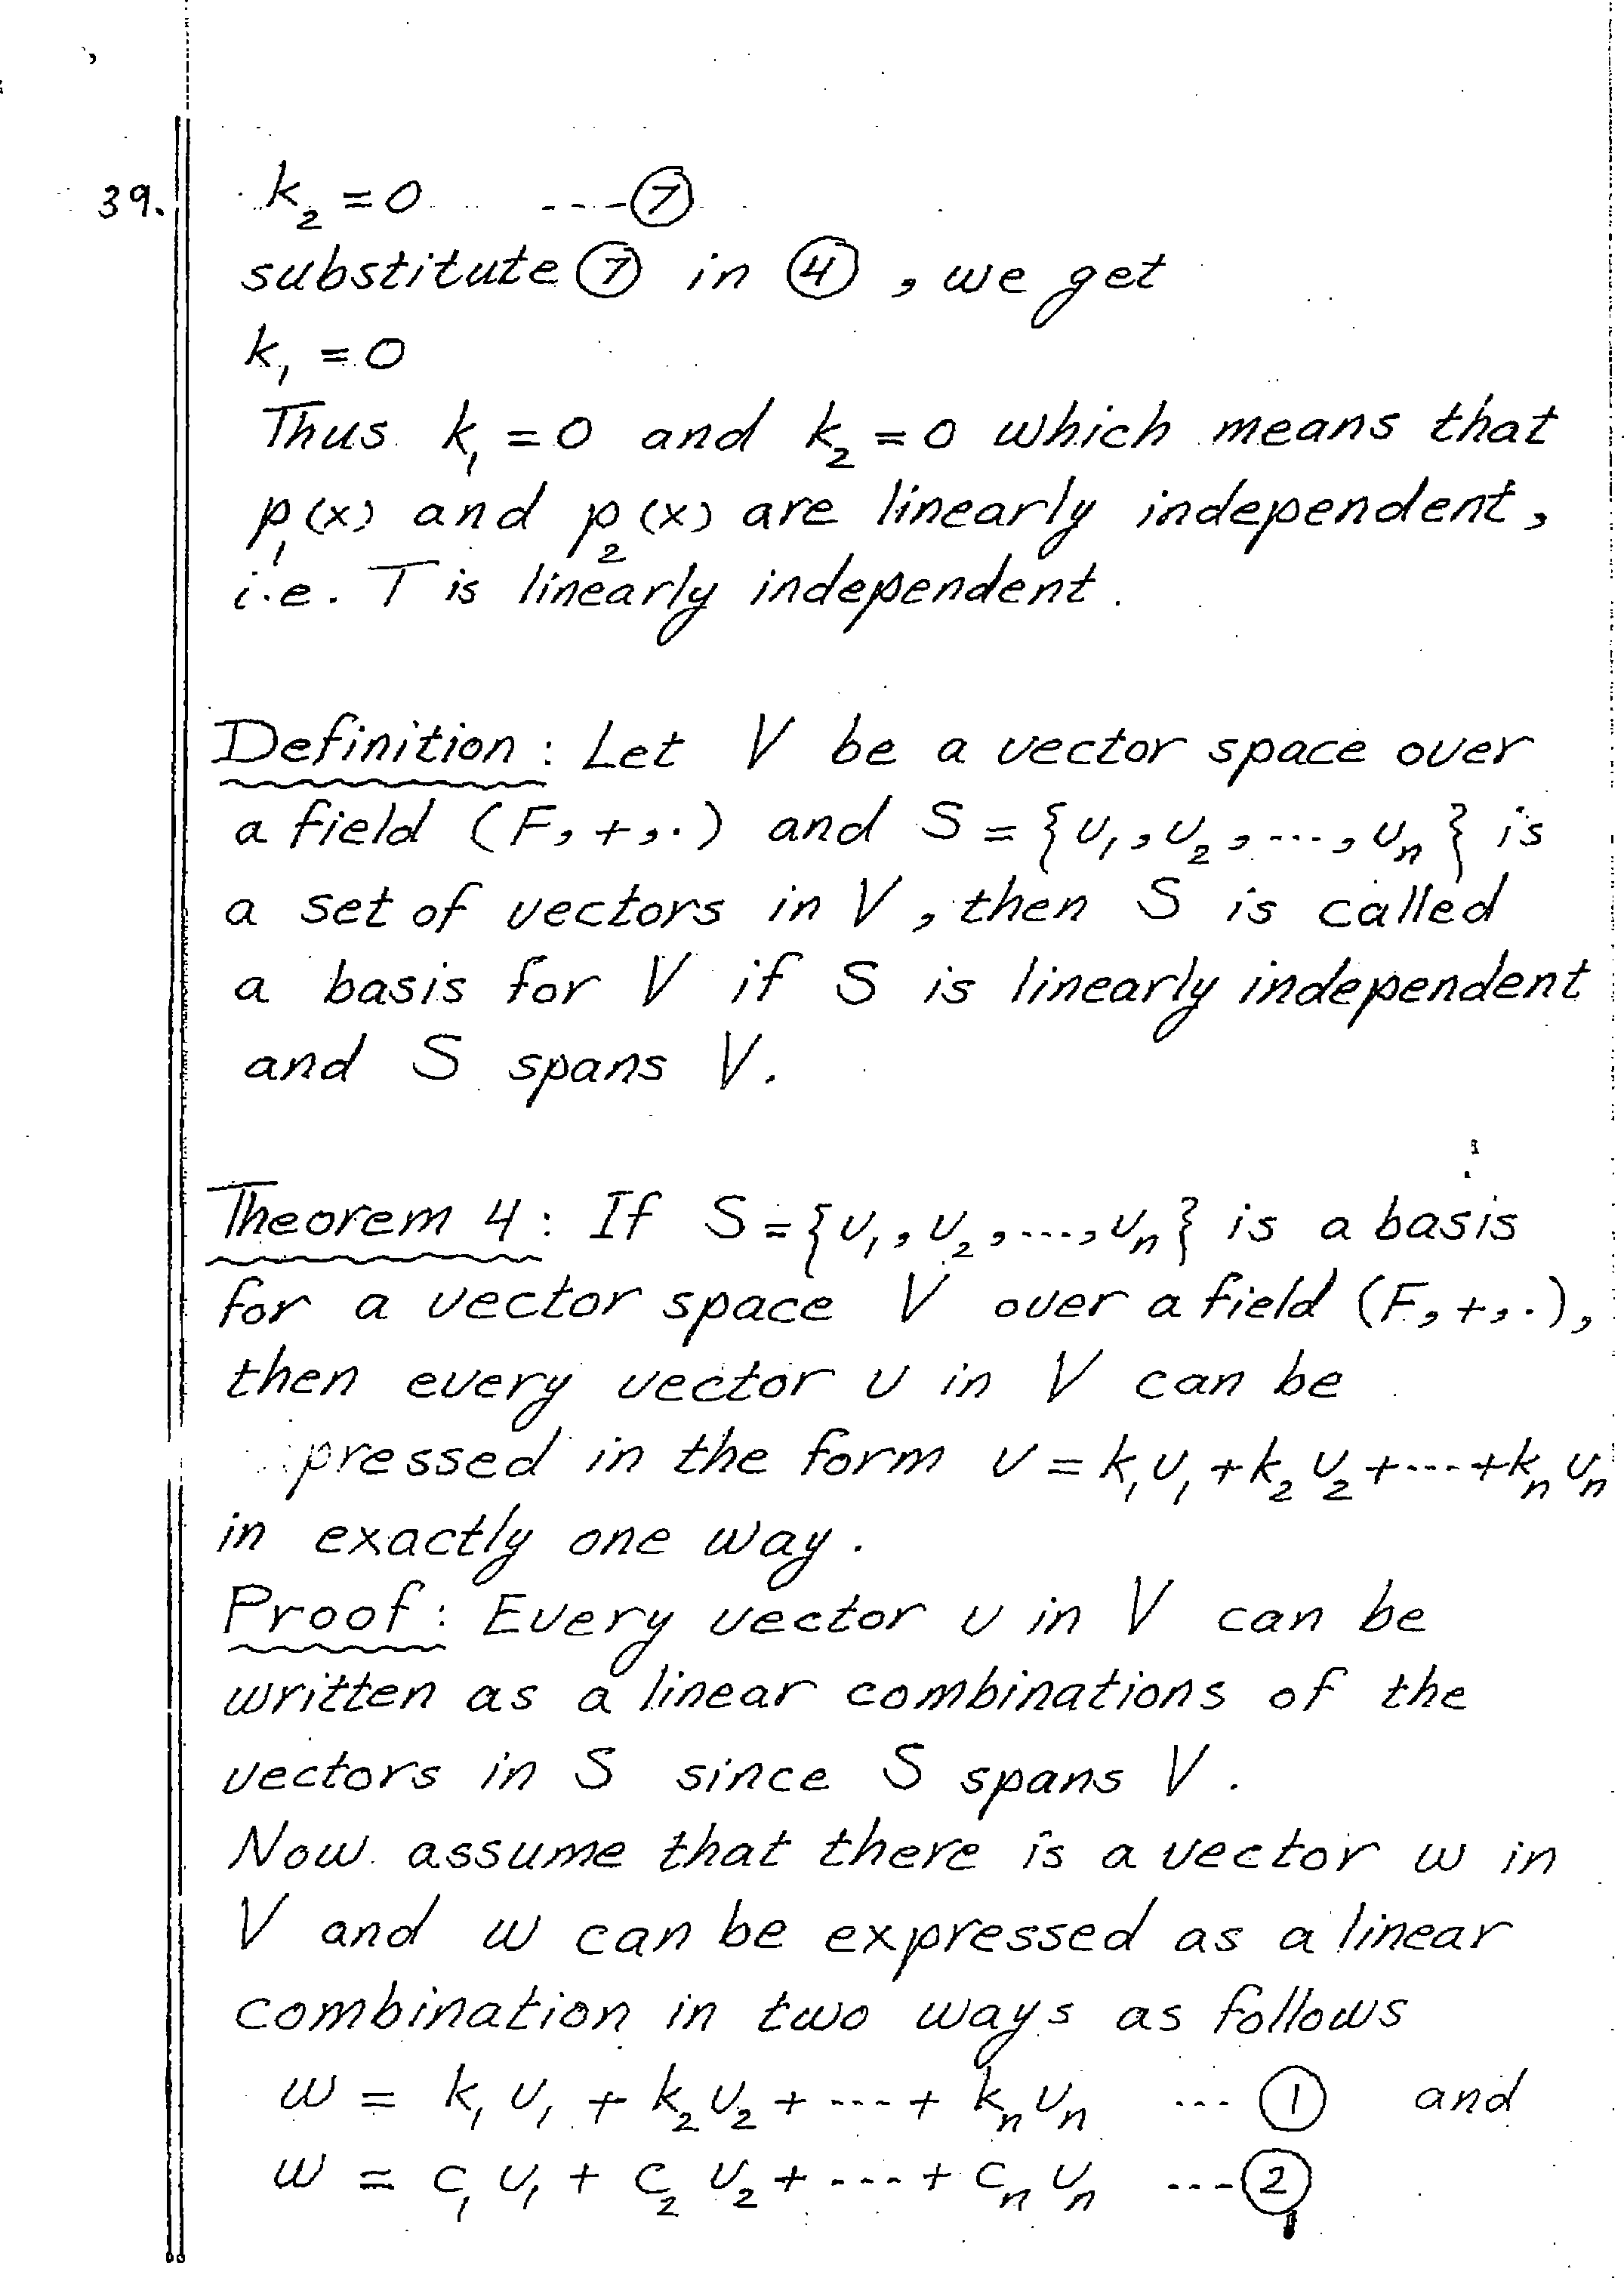 39. k₂ = 0 ---⑦
substitute ⑦ in ④ , we get
k₁ = 0
Thus k₁ = 0 and k₂ = 0 which means that
p₁(x) and p₂(x) are linearly independent,
i.e. T is linearly independent.
Definition : Let V be a vector space over
a field (F, +, .) and S = {v₁, v₂, ..., vₙ} is
a set of vectors in V, then S is called
a basis for V if S is linearly independent
and S spans V.
Theorem 4 : If S = {v₁, v₂, ..., vₙ} is a basis
for a vector space V over a field (F, +, .),
then every vector v in V can be
pressed in the form v = k₁v₁ + k₂v₂ + ... + kₙvₙ
in exactly one way.
Proof : Every vector v in V can be
written as a linear combinations of the
vectors in S since S spans V.
Now assume that there is a vector w in
V and w can be expressed as a linear
combination in two ways as follows
w = k₁v₁ + k₂v₂ + ... + kₙvₙ ... ① and
w = c₁v₁ + c₂v₂ + ... + cₙvₙ ---②